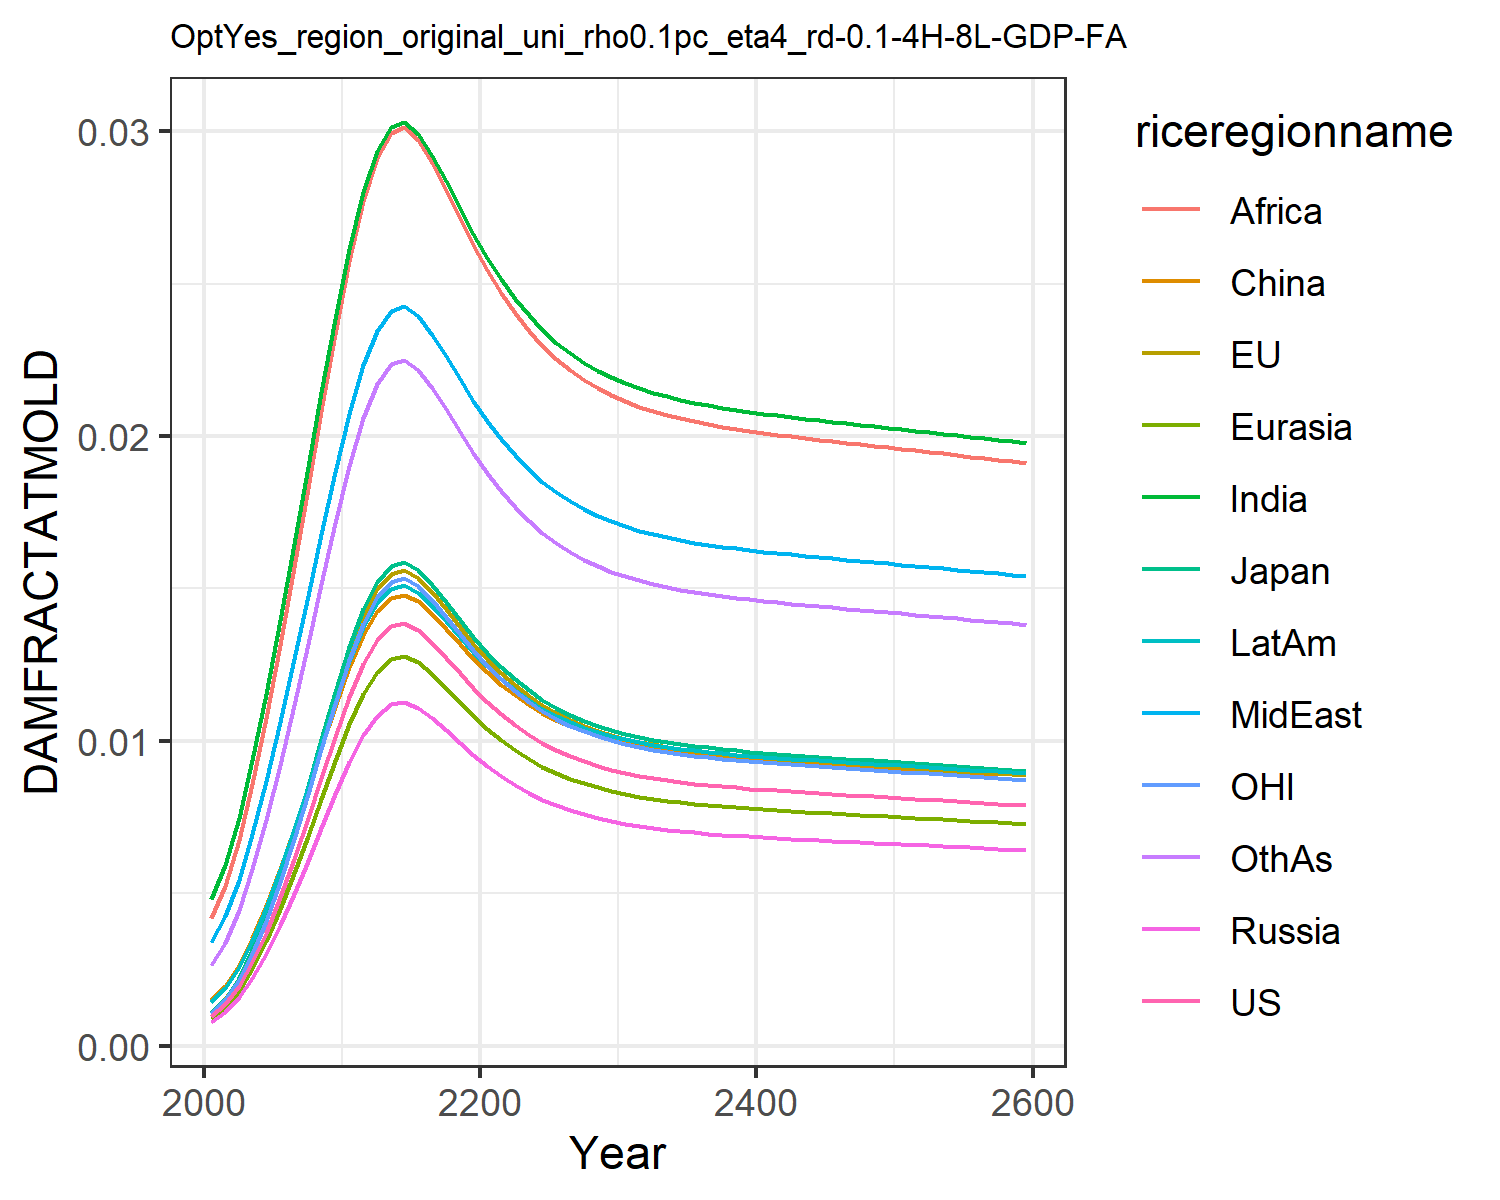 OptYes_region_original_uni_rho0.1pc_eta4_rd-0.1-4H-8L-GDP-FA
DAMFRACTATMOLD
0.03
0.02
0.01
0.00
2000 2200 2400 2600
Year
riceregionname
Africa
China
EU
Eurasia
India
Japan
LatAm
MidEast
OHI
OthAs
Russia
US